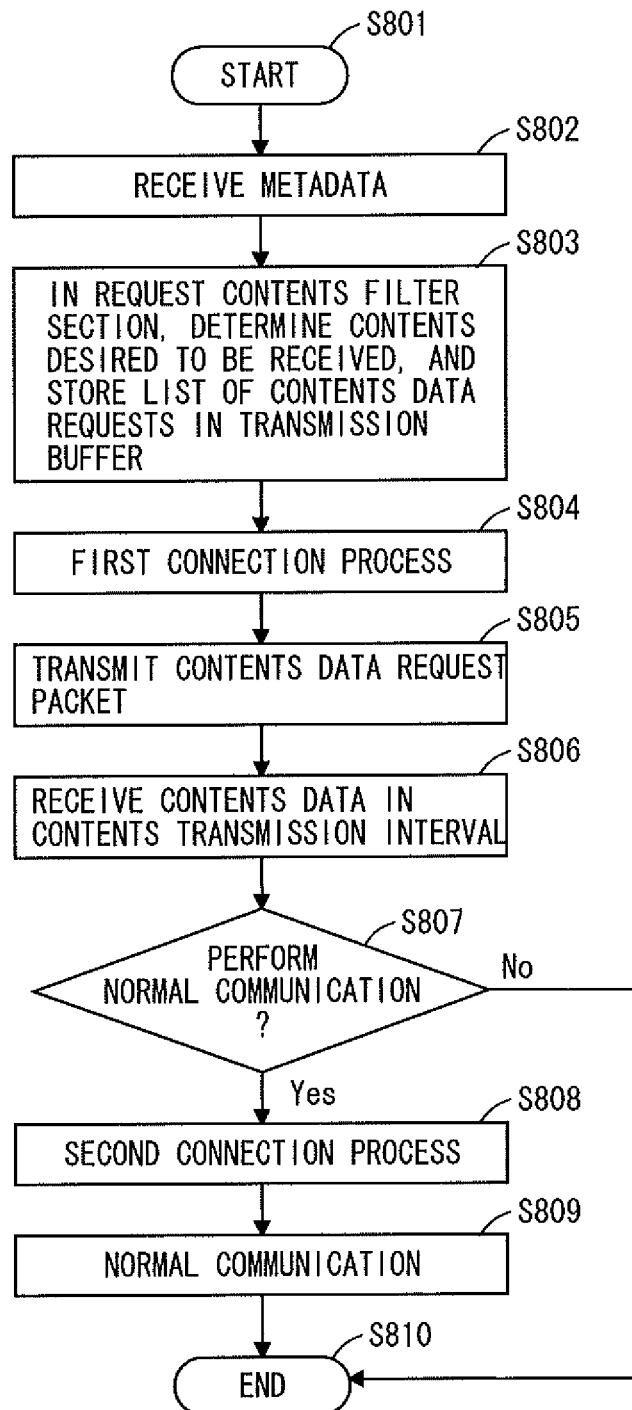 S801
START
S802
RECEIVE METADATA
S803
IN REQUEST CONTENTS FILTER
SECTION, DETERMINE CONTENTS
DESIRED TO BE RECEIVED, AND
STORE LIST OF CONTENTS DATA
REQUESTS IN TRANSMISSION
BUFFER
S804
FIRST CONNECTION PROCESS
S805
TRANSMIT CONTENTS DATA REQUEST
PACKET
S806
RECEIVE CONTENTS DATA IN
CONTENTS TRANSMISSION INTERVAL
S807
PERFORM
NORMAL COMMUNICATION
?
No
Yes
S808
SECOND CONNECTION PROCESS
S809
NORMAL COMMUNICATION
S810
END